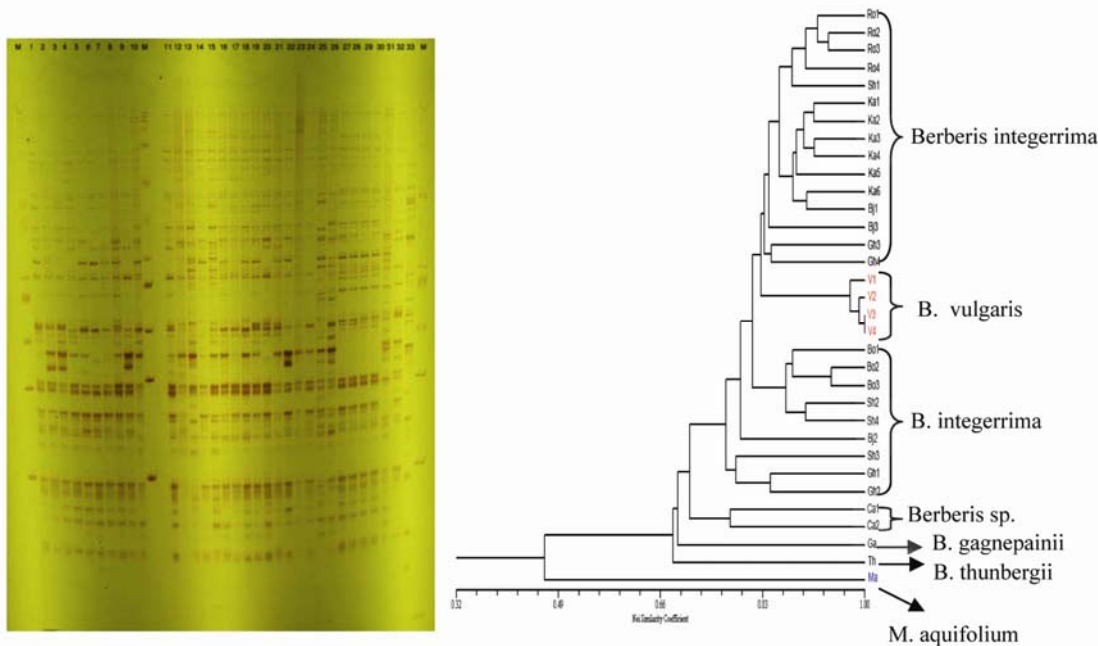 M 1 2 3 4 5 6 7 8 9 10 M 11 12 13 14 15 16 17 18 19 20 21 22 23 24 25 26 27 28 29 30 31 32 33 M
Ro1
Ro2
Ro3
Ro4
Sh1
Ka1
Ka2
Ka3
Ka4
Ka5
Ka6
Bj1
Bj3
Gh3
Gh4
Berberis integerrima
V1
V2
V3
V4
B. vulgaris
Bo1
Bo2
Bo3
Sh2
Sh4
Bj2
Sh3
Gh1
Gh2
B. integerrima
Ca1
Ca2
Berberis sp.
Ga
B. gagnepainii
Th
B. thunbergii
Ma
M. aquifolium
0.32 0.49 0.66 0.83 1.00
Nei Similarity Coefficient